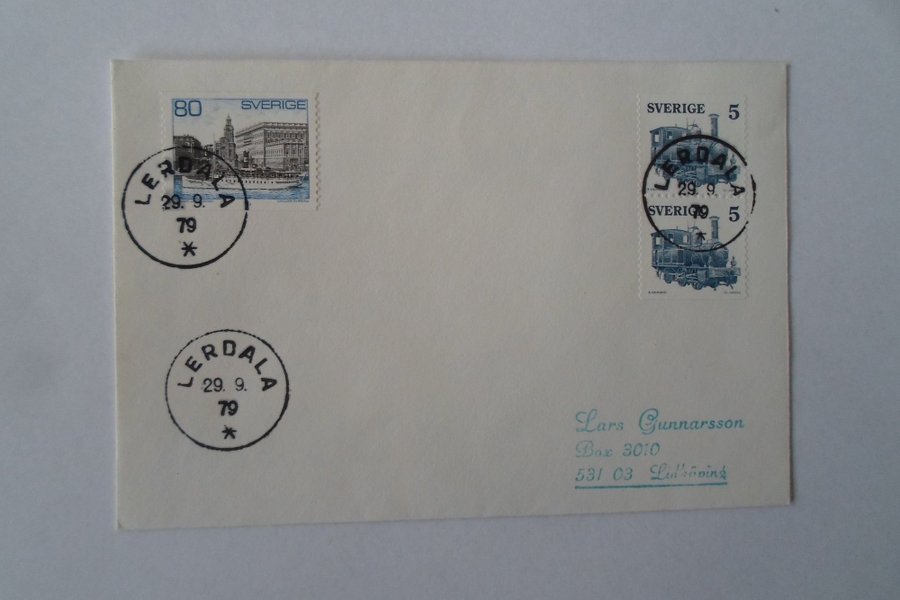 80 SVERIGE
LERDALA
29. 9.
79
*
SVERIGE 5
LERDALA
29. 9.
79
*
SVERIGE 5
LERDALA
29. 9.
79
*
Lars Gunnarsson
Box 3010
531 03 Lidköping